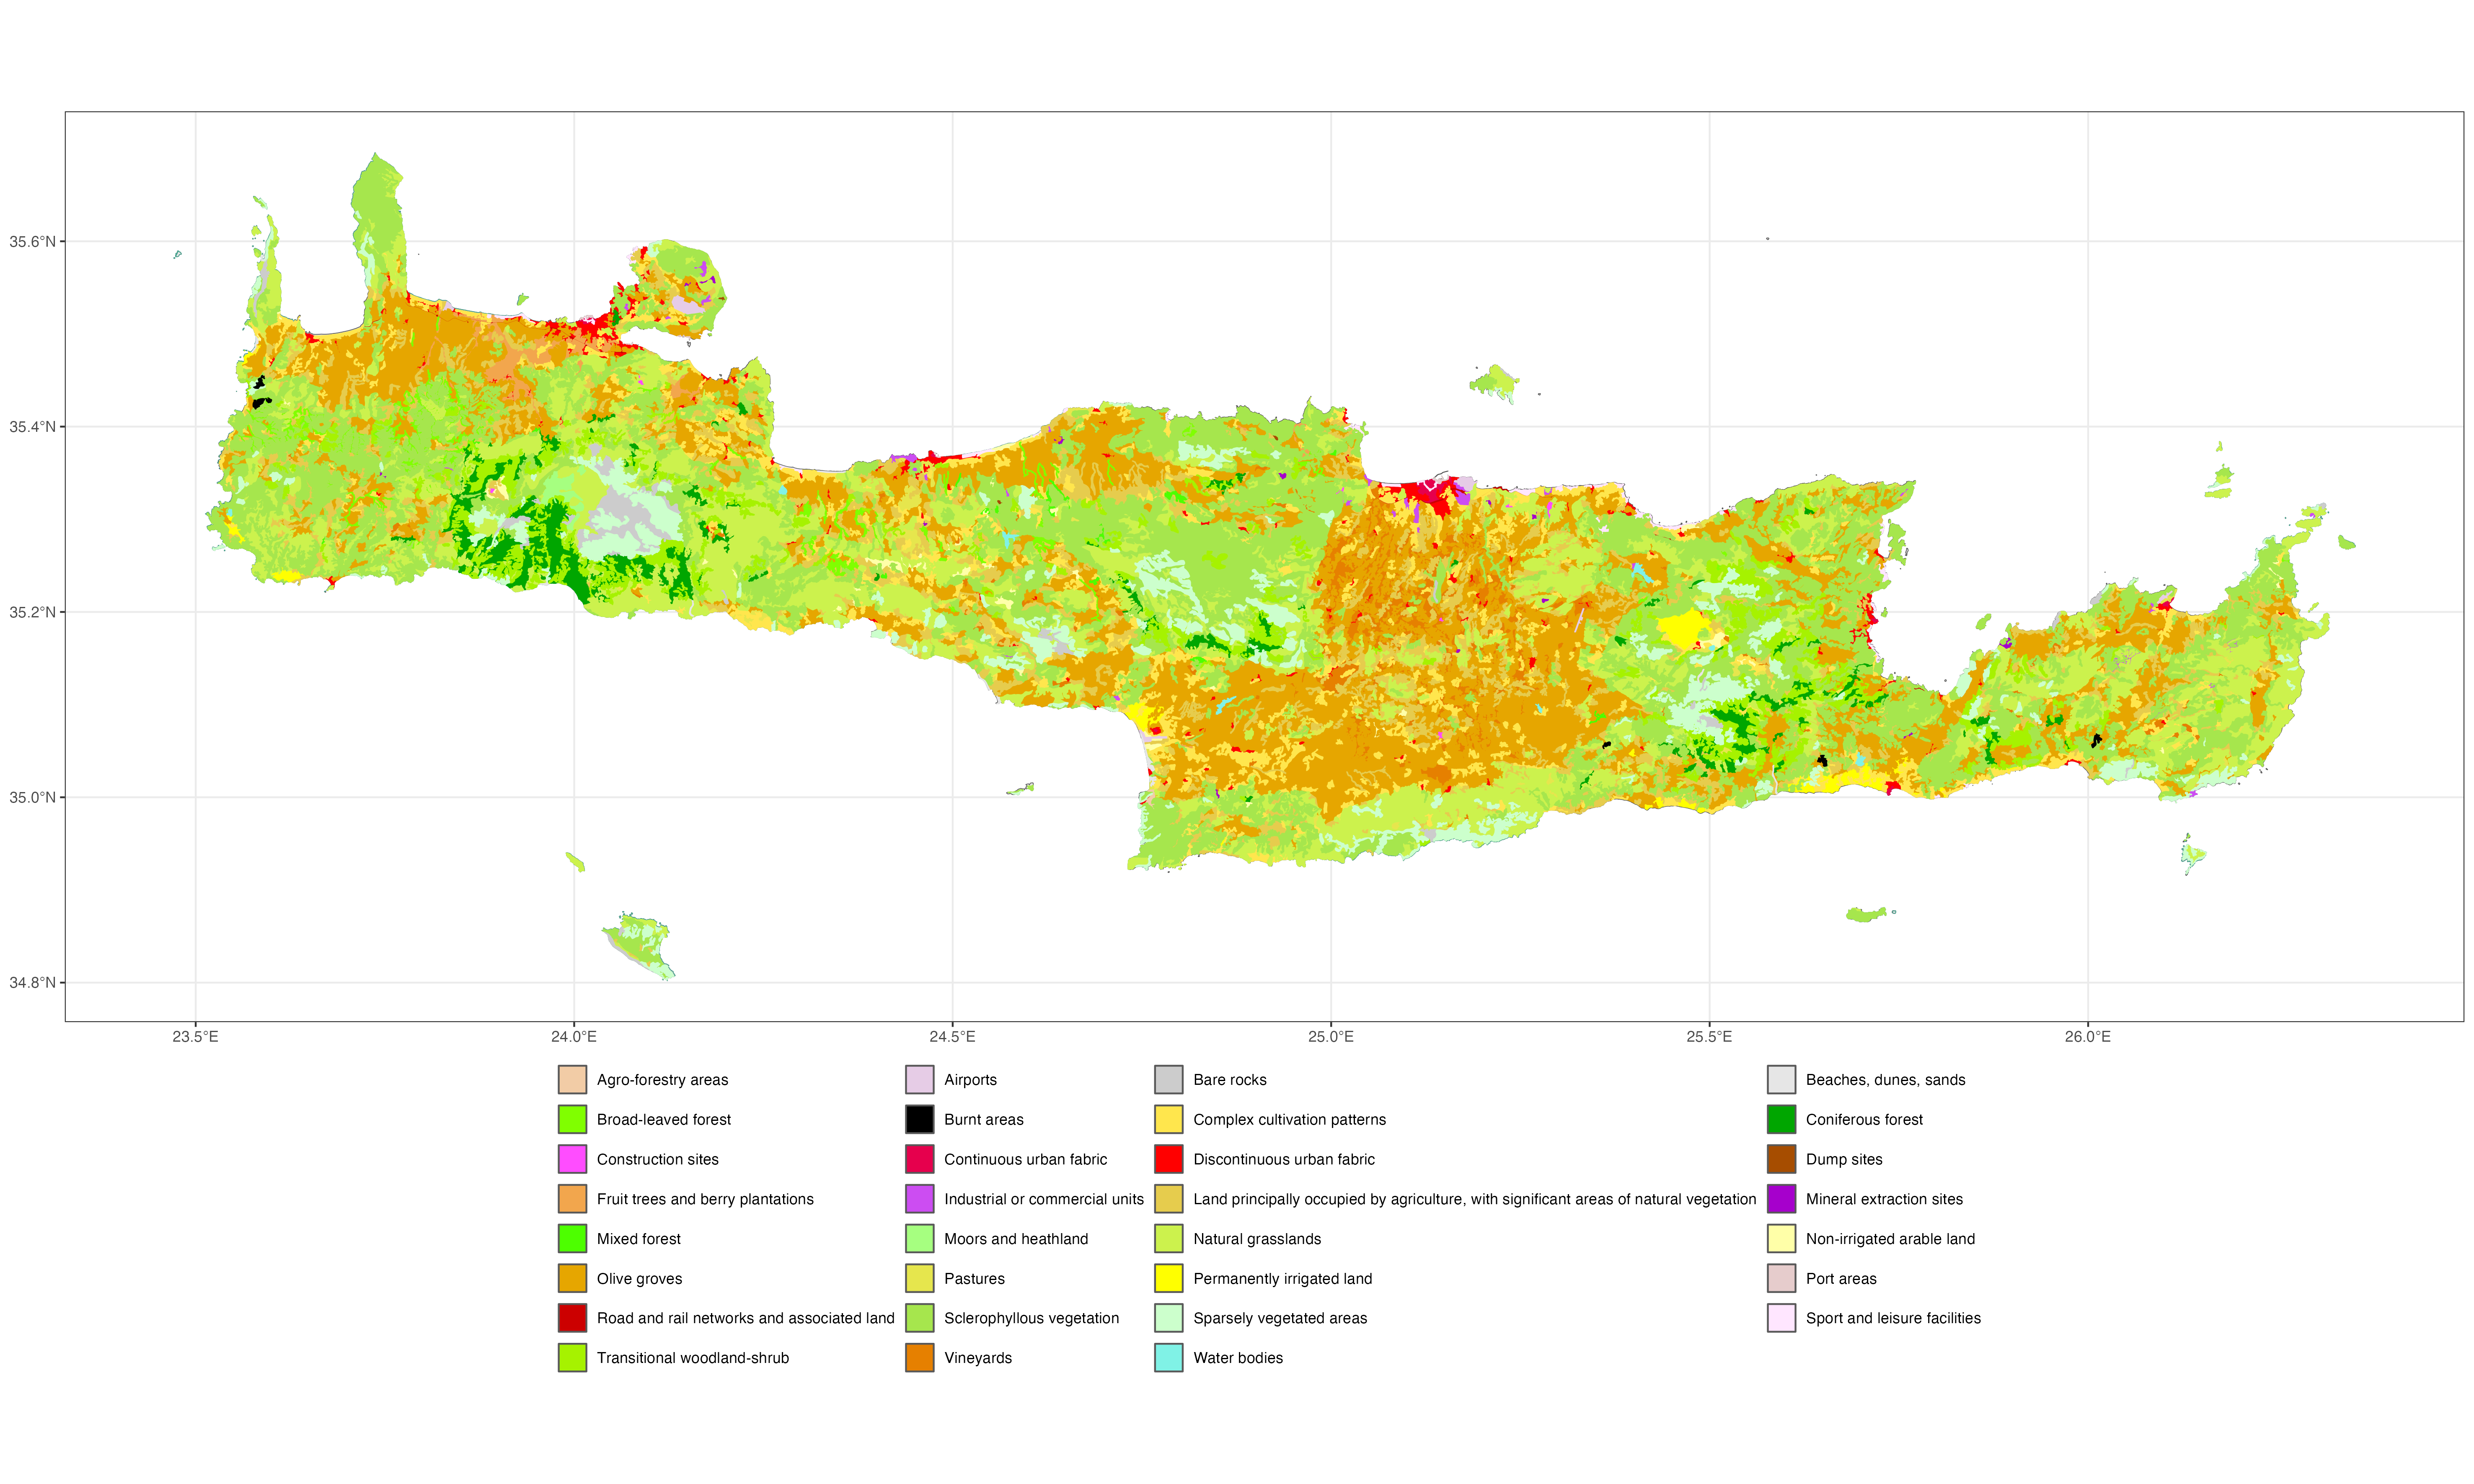 35.6°N
35.4°N
35.2°N
35.0°N
34.8°N
23.5°E 24.0°E 24.5°E 25.0°E 25.5°E 26.0°E
Agro-forestry areas Airports Bare rocks Beaches, dunes, sands
Broad-leaved forest Burnt areas Complex cultivation patterns Coniferous forest
Construction sites Continuous urban fabric Discontinuous urban fabric Dump sites
Fruit trees and berry plantations Industrial or commercial units Land principally occupied by agriculture, with significant areas of natural vegetation Mineral extraction sites
Mixed forest Moors and heathland Natural grasslands Non-irrigated arable land
Olive groves Pastures Permanently irrigated land Port areas
Road and rail networks and associated land Sclerophyllous vegetation Sparsely vegetated areas Sport and leisure facilities
Transitional woodland-shrub Vineyards Water bodies